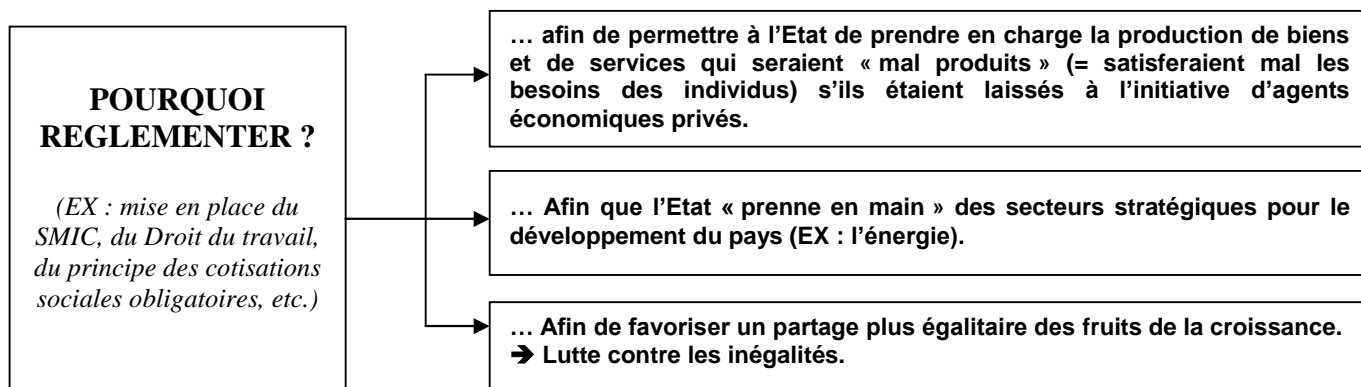 POURQUOI
REGLEMENTER ?
(EX : mise en place du
SMIC, du Droit du travail,
du principe des cotisations
sociales obligatoires, etc.)
… afin de permettre à l’Etat de prendre en charge la production de biens
et de services qui seraient « mal produits » (= satisferaient mal les
besoins des individus) s’ils étaient laissés à l’initiative d’agents
économiques privés.
… Afin que l’Etat « prenne en main » des secteurs stratégiques pour le
développement du pays (EX : l’énergie).
… Afin de favoriser un partage plus égalitaire des fruits de la croissance.
➔ Lutte contre les inégalités.